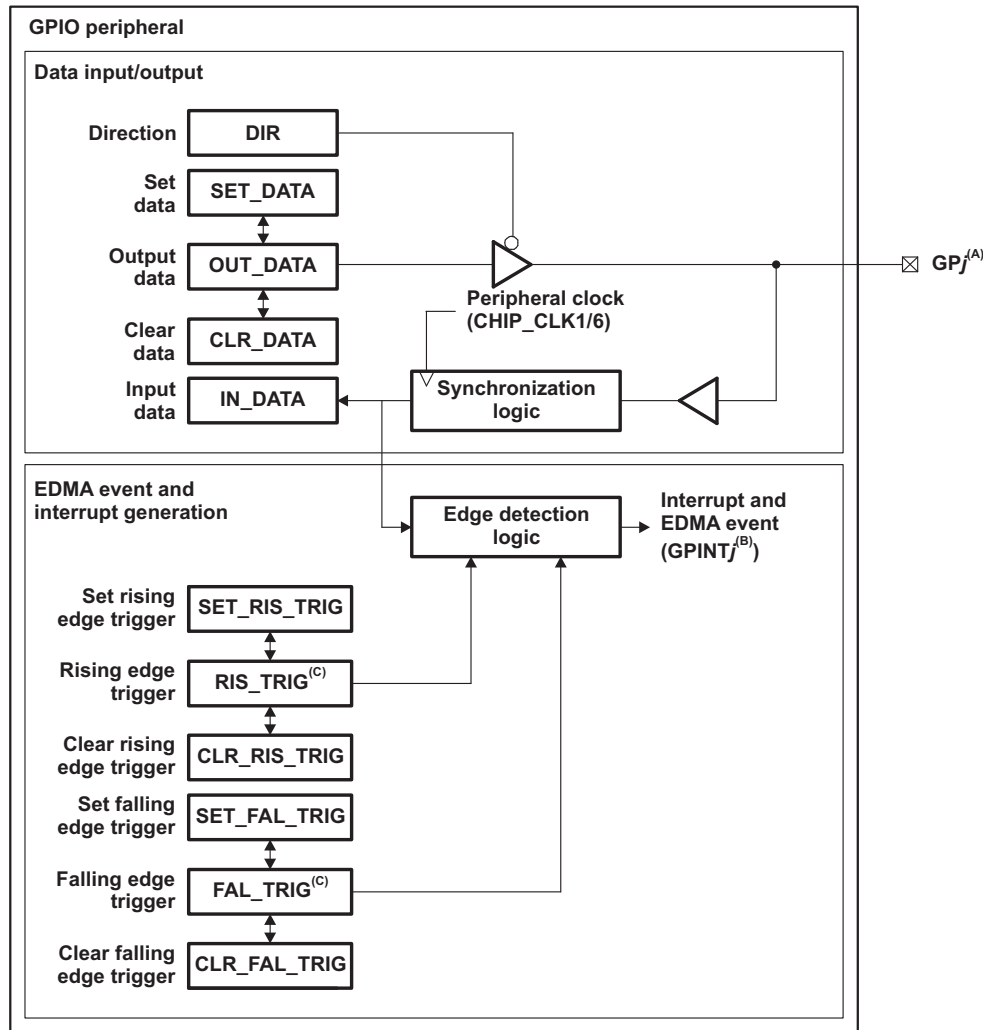 GPIO peripheral
Data input/output
Direction
DIR
Set
data
SET_DATA
Output
data
OUT_DATA
GPj(A)
Peripheral clock
(CHIP_CLK1/6)
Clear
data
CLR_DATA
Input
data
IN_DATA
Synchronization
logic
EDMA event and
interrupt generation
Edge detection
logic
Interrupt and
EDMA event
(GPINTj(B))
Set rising
edge trigger
SET_RIS_TRIG
Rising edge
trigger
RIS_TRIG(C)
Clear rising
edge trigger
CLR_RIS_TRIG
Set falling
edge trigger
SET_FAL_TRIG
Falling edge
trigger
FAL_TRIG(C)
Clear falling
edge trigger
CLR_FAL_TRIG